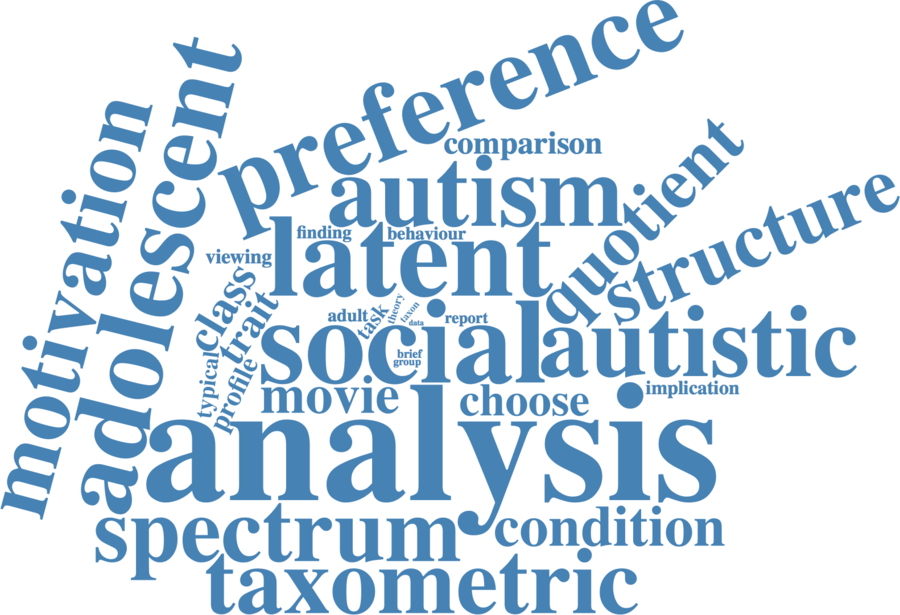 preference
motivation
adolescent
comparison
autism
quotient
structure
finding
behaviour
latent
viewing
class
trait
adult
task
theory
taxon
data
report
social
autistic
brief
group
typical
profile
movie
choose
implication
analysis
spectrum
condition
taxometric